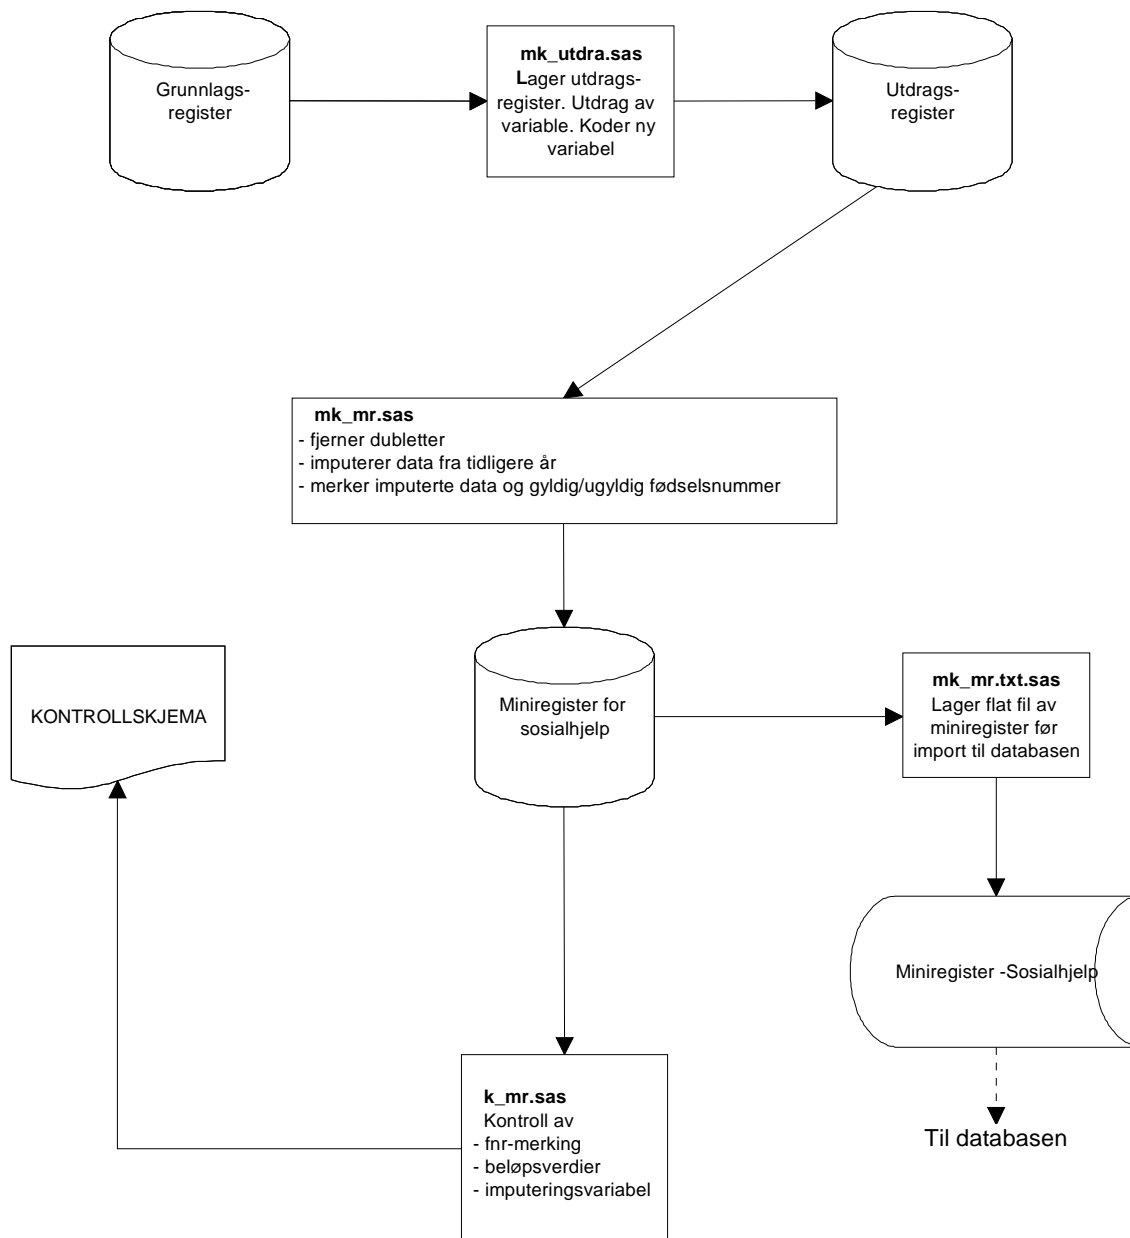 Grunnlags-
register
mk_utdra.sas
Lager utdrags-
register. Utdrag av
variable. Koder ny
variabel
Utdrags-
register
mk_mr.sas
- fjerner dubletter
- imputerer data fra tidligere år
- merker imputerte data og gyldig/ugyldig fødselsnummer
KONTROLLSKJEMA
Miniregister for
sosialhjelp
mk_mr.txt.sas
Lager flat fil av
miniregister før
import til databasen
Miniregister -Sosialhjelp
k_mr.sas
Kontroll av
- fnr-merking
- beløpsverdier
- imputeringsvariabel
Til databasen